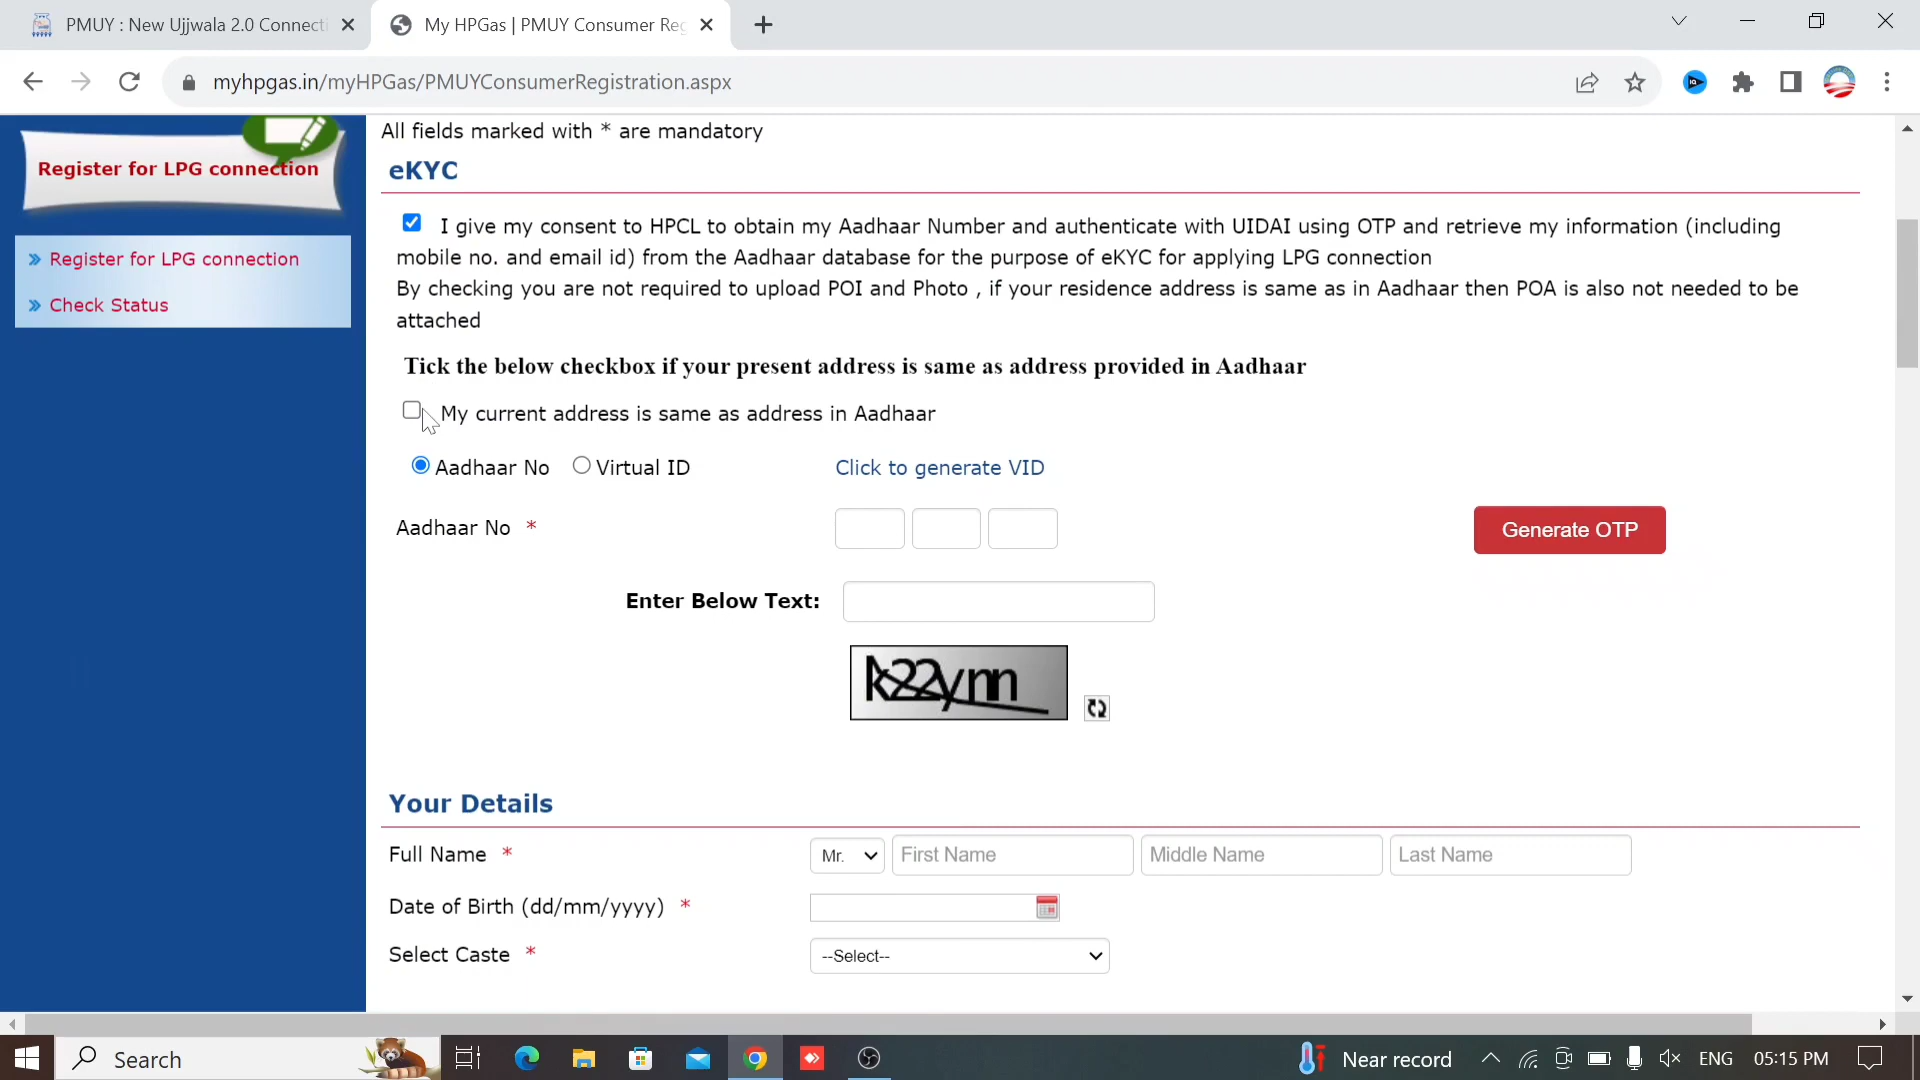 PMUY : New Ujjwala 2.0 Connecti
My HPGas | PMUY Consumer Reg
myhpgas.in/myHPGas/PMUYConsumerRegistration.aspx
Register for LPG connection
» Register for LPG connection
» Check Status
All fields marked with * are mandatory
eKYC
I give my consent to HPCL to obtain my Aadhaar Number and authenticate with UIDAI using OTP and retrieve my information (including
mobile no. and email id) from the Aadhaar database for the purpose of eKYC for applying LPG connection
By checking you are not required to upload POI and Photo , if your residence address is same as in Aadhaar then POA is also not needed to be
attached
Tick the below checkbox if your present address is same as address provided in Aadhaar
My current address is same as address in Aadhaar
Aadhaar No Virtual ID Click to generate VID
Aadhaar No * Generate OTP
Enter Below Text:
Your Details
Full Name * Mr. First Name Middle Name Last Name
Date of Birth (dd/mm/yyyy) *
Select Caste * --Select--
Search Near record ENG 05:15 PM